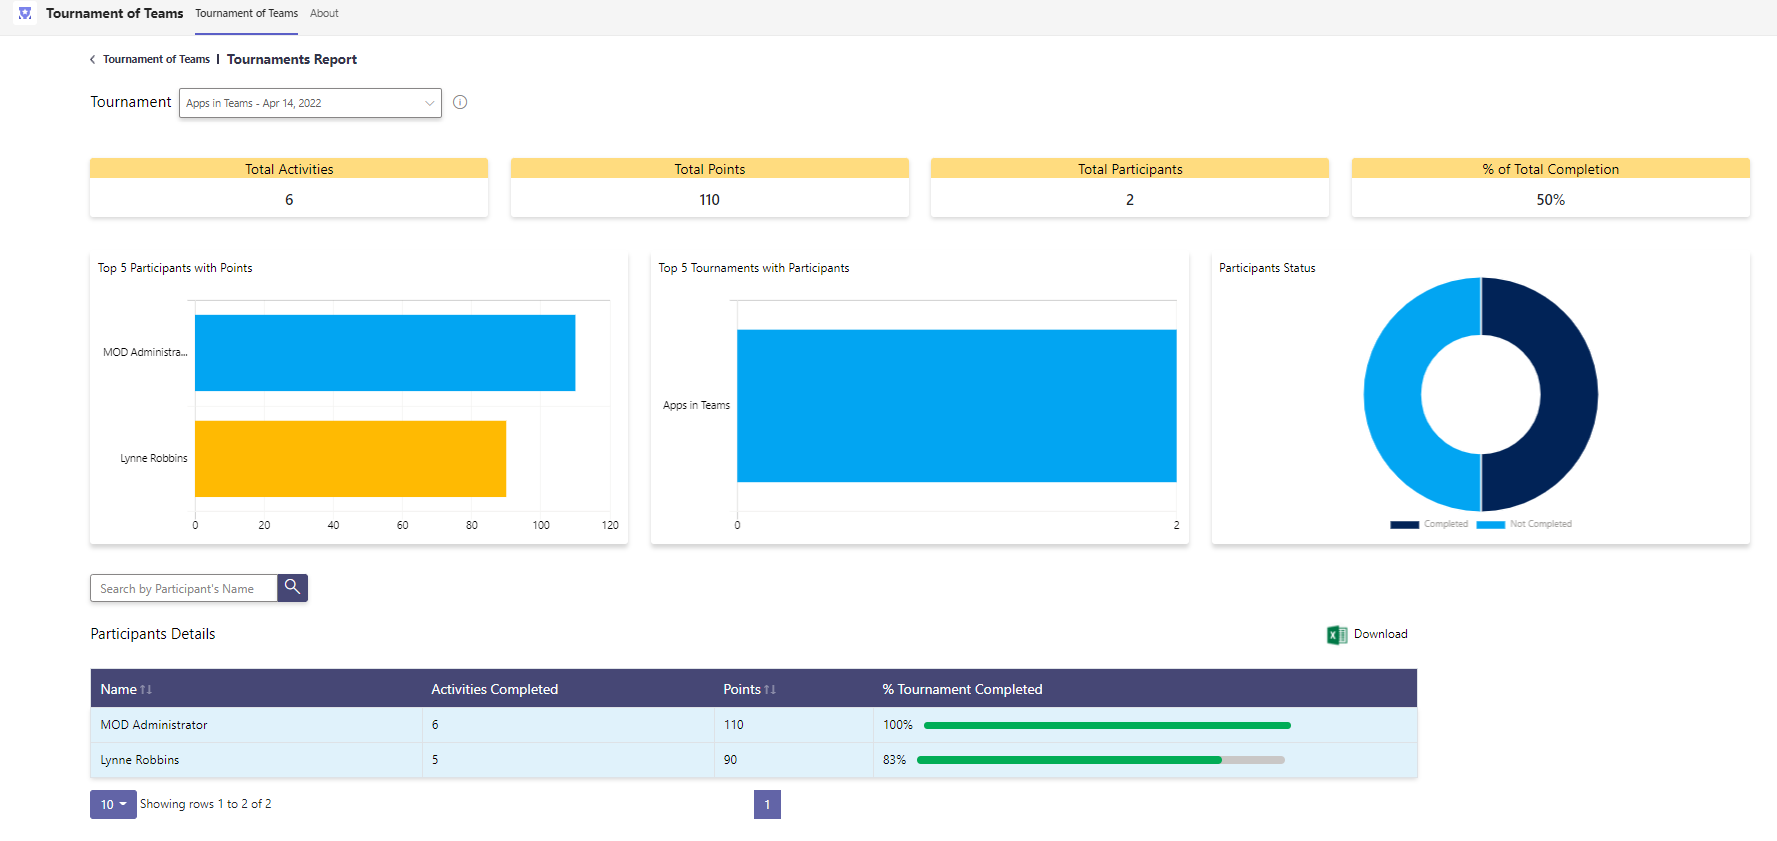 Tournament of Teams Tournament of Teams About
Tournament of Teams | Tournaments Report
Tournament Apps in Teams - Apr 14, 2022
Total Activities
6
Total Points
110
Total Participants
2
% of Total Completion
50%
Top 5 Participants with Points
MOD Administra...
Lynne Robbins
0 20 40 60 80 100 120
Top 5 Tournaments with Participants
Apps in Teams
0 2
Participants Status
Completed Not Completed
Search by Participant's Name
Participants Details
Download
Name Activities Completed Points % Tournament Completed
MOD Administrator 6 110 100%
Lynne Robbins 5 90 83%
10 Showing rows 1 to 2 of 2 1